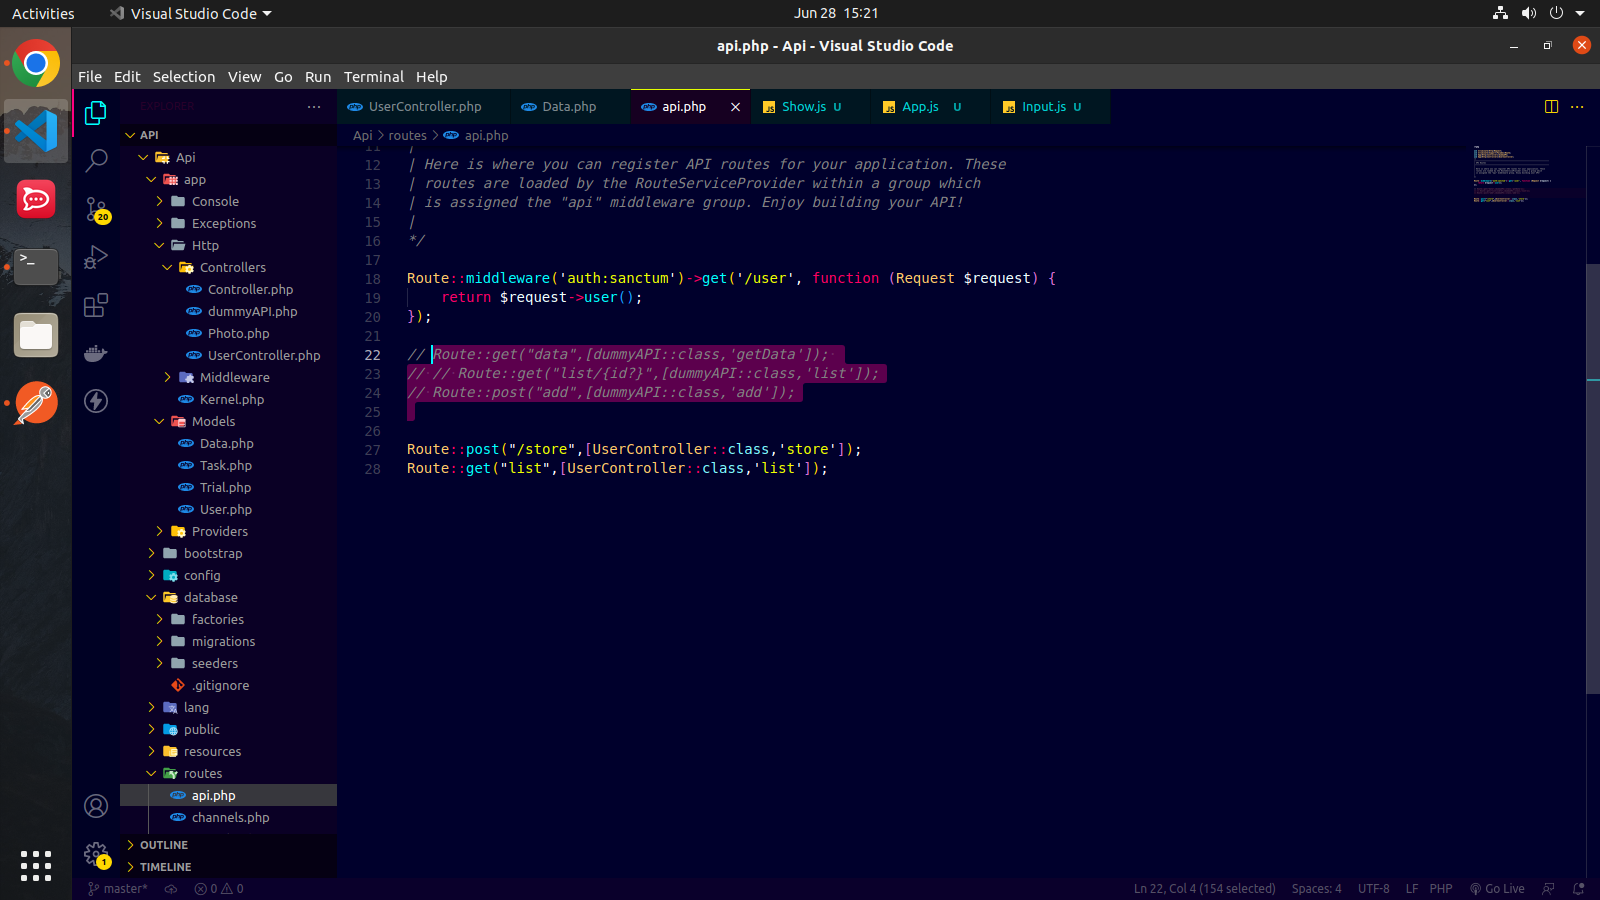 Activities
Visual Studio Code
Jun 28 15:21
api.php - Api - Visual Studio Code
File Edit Selection View Go Run Terminal Help
EXPLORER
UserController.php
Data.php
api.php
Show.js U
App.js U
Input.js U
Api > routes > api.php
API
Api
app
Console
Exceptions
Http
Controllers
Controller.php
dummyAPI.php
Photo.php
UserController.php
Middleware
Kernel.php
Models
Data.php
Task.php
Trial.php
User.php
Providers
bootstrap
config
database
factories
migrations
seeders
.gitignore
lang
public
resources
routes
api.php
channels.php
OUTLINE
TIMELINE
20
1
11 |
12 | Here is where you can register API routes for your application. These
13 | routes are loaded by the RouteServiceProvider within a group which
14 | is assigned the "api" middleware group. Enjoy building your API!
15 |
16 */
17
18 Route::middleware('auth:sanctum')->get('/user', function (Request $request) {
19     return $request->user();
20 });
21
22 // Route::get("data",[dummyAPI::class,'getData']);
23 // // Route::get("list/{id?}",[dummyAPI::class,'list']);
24 // Route::post("add",[dummyAPI::class,'add']);
25
26
27 Route::post("/store",[UserController::class,'store']);
28 Route::get("list",[UserController::class,'list']);
master*
0 0
Ln 22, Col 4 (154 selected)
Spaces: 4
UTF-8
LF
PHP
Go Live